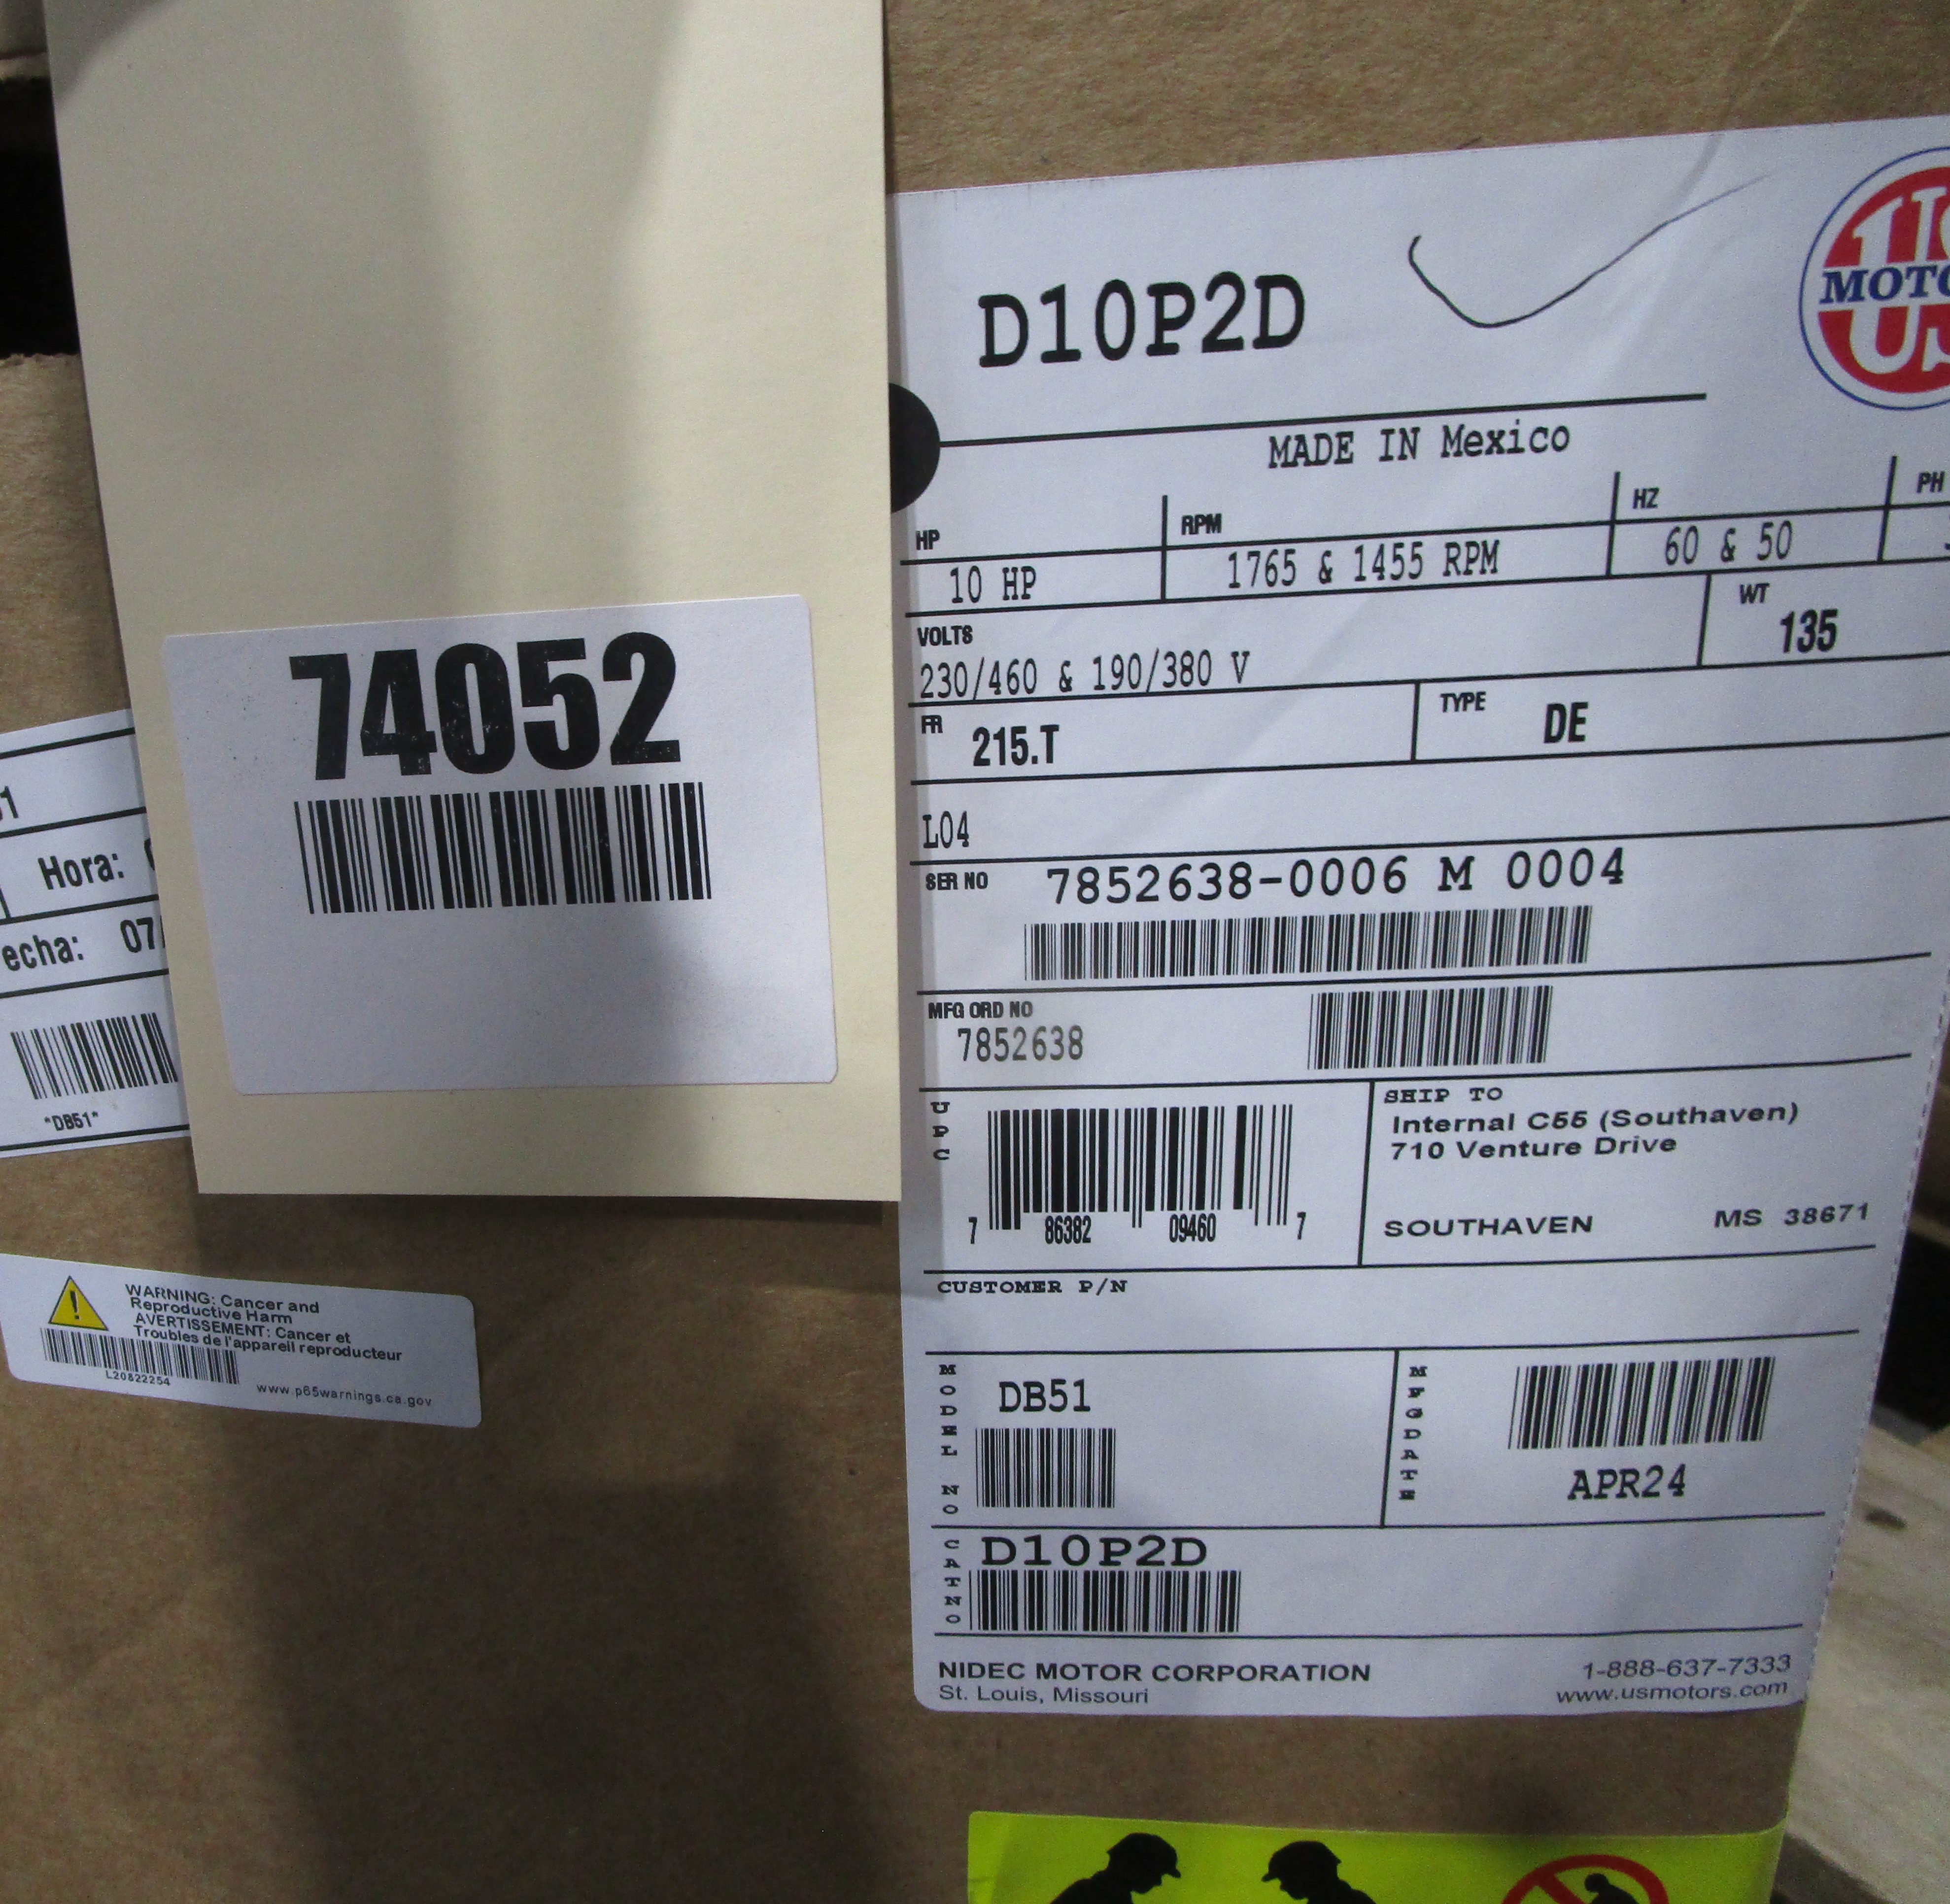 74052
Hora:
echa: 07
"DB51"
WARNING: Cancer and
Reproductive Harm
AVERTISSEMENT: Cancer et
Troubles de l'appareil reproducteur
L20822254
www.p65warnings.ca.gov
D10P2D
US
MADE IN Mexico
HP
10 HP
RPM
1765 & 1455 RPM
HZ
60 & 50
PH
VOLTS
230/460 & 190/380 V
WT
135
FR
215.T
TYPE
DE
L04
SER NO
7852638-0006 M 0004
MFG ORD NO
7852638
UPC
7 86382 09460 7
SHIP TO
Internal C55 (Southaven)
710 Venture Drive
SOUTHAVEN MS 38671
CUSTOMER P/N
MODEL NO
DB51
MFGDATE
APR24
CATNO
D10P2D
NIDEC MOTOR CORPORATION
St. Louis, Missouri
1-888-637-7333
www.usmotors.com